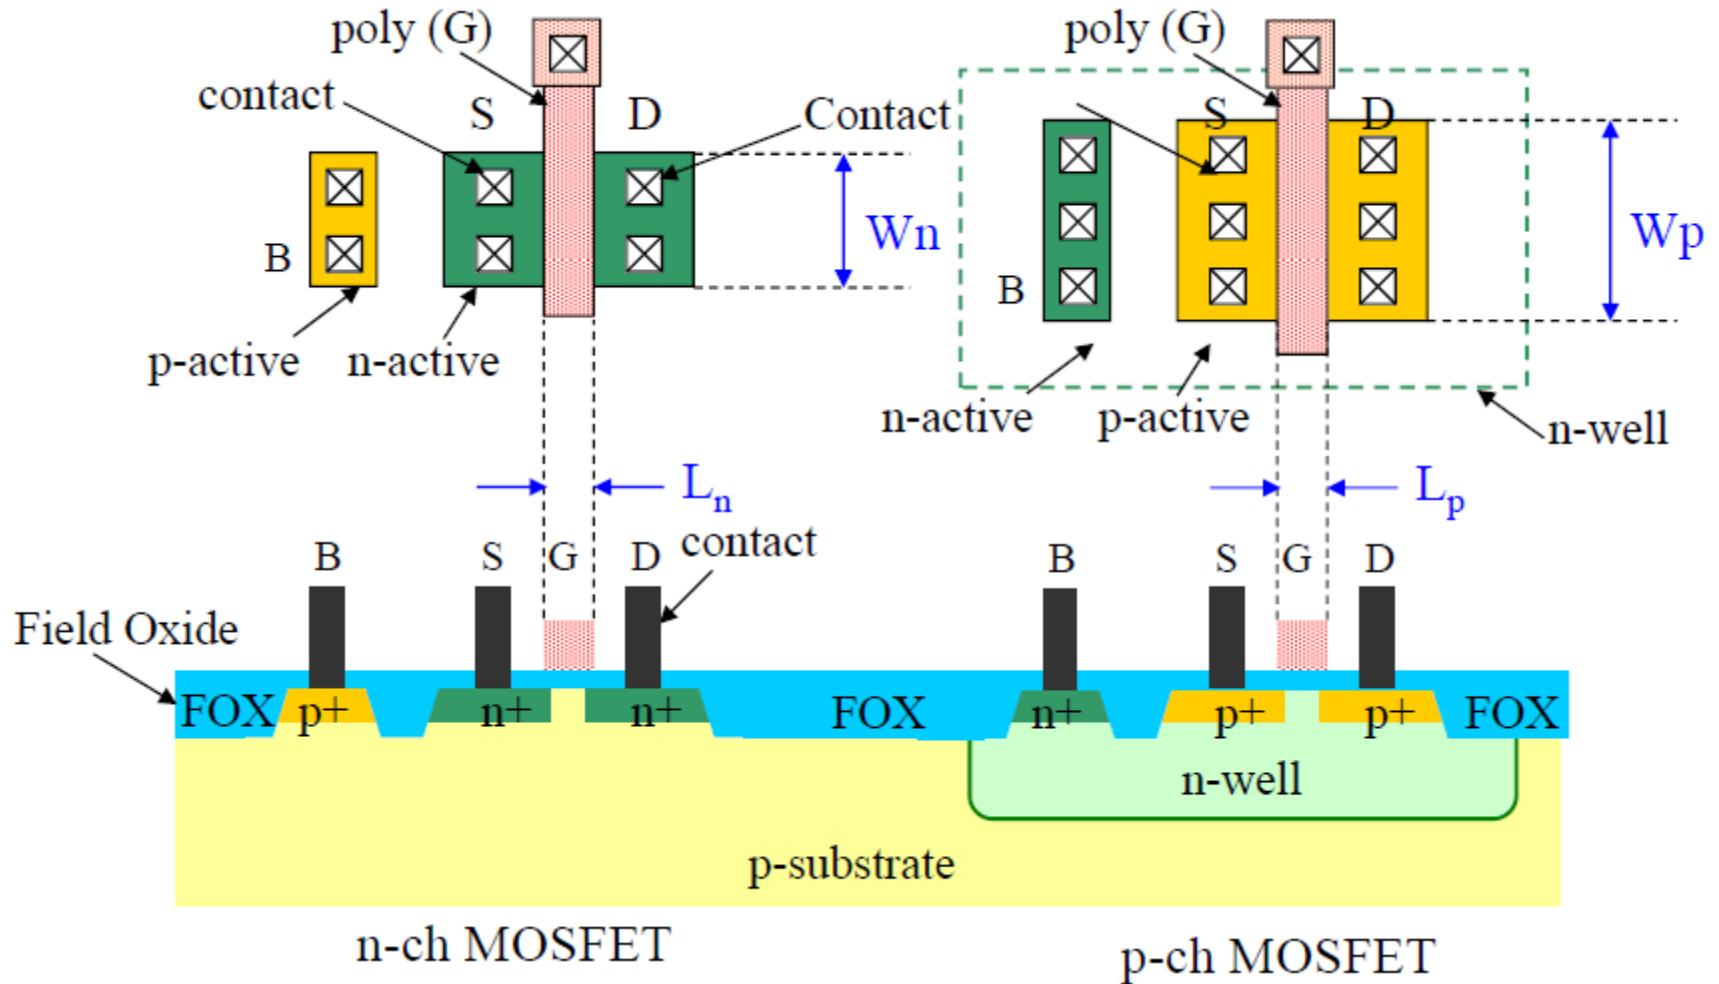 poly (G)
poly (G)
contact
S
D
Contact
S
D
Wn
Wp
B
B
p-active
n-active
n-active
p-active
n-well
Ln
Lp
contact
B
S
G
D
B
S
G
D
Field Oxide
FOX
p+
n+
n+
FOX
n+
p+
p+
FOX
n-well
p-substrate
n-ch MOSFET
p-ch MOSFET